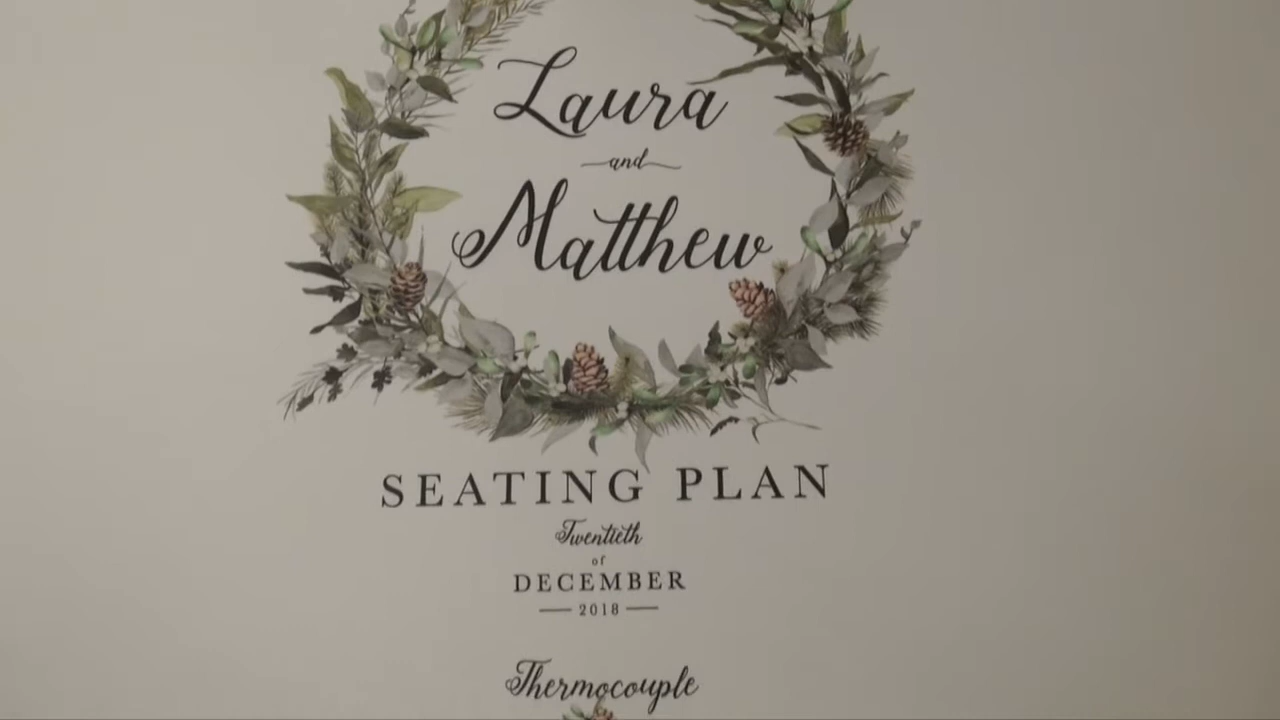 Laura
and
Matthew
SEATING PLAN
Twentieth
of
DECEMBER
2018
Thermocouple